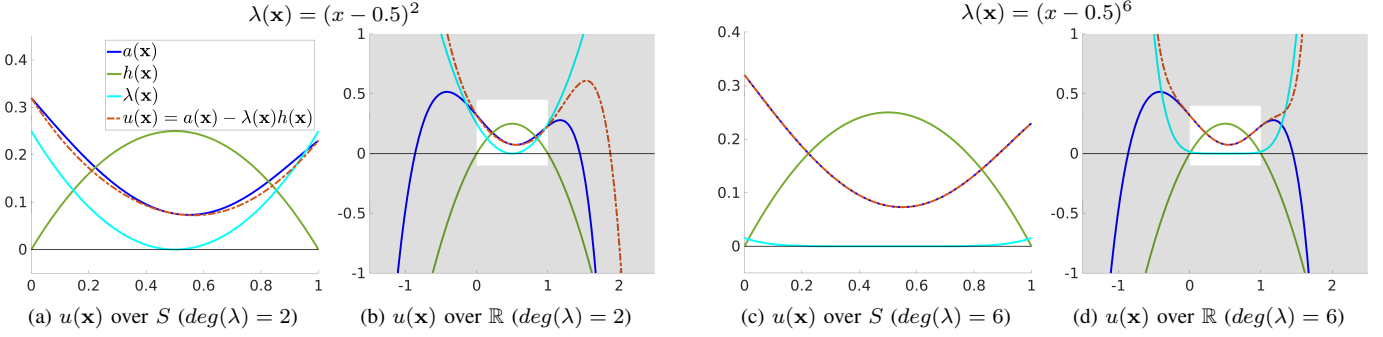 λ(x) = (x − 0.5)²
λ(x) = (x − 0.5)⁶
0.4
0.3
0.2
0.1
0
0 0.2 0.4 0.6 0.8 1
a(x)
h(x)
λ(x)
u(x) = a(x) − λ(x)h(x)
1
0.5
0
-0.5
-1
-1 0 1 2
0.4
0.3
0.2
0.1
0
0 0.2 0.4 0.6 0.8 1
1
0.5
0
-0.5
-1
-1 0 1 2
(a) u(x) over S (deg(λ) = 2)
(b) u(x) over ℝ (deg(λ) = 2)
(c) u(x) over S (deg(λ) = 6)
(d) u(x) over ℝ (deg(λ) = 6)